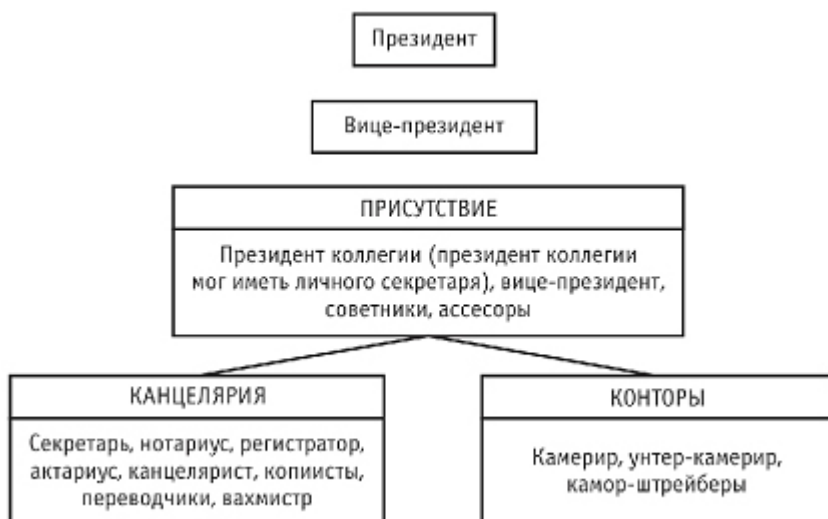 Президент
Вице-президент
ПРИСУТСТВИЕ
Президент коллегии (президент коллегии
мог иметь личного секретаря), вице-президент,
советники, ассесоры
КАНЦЕЛЯРИЯ
Секретарь, нотариус, регистратор,
актариус, канцелярист, копиисты,
переводчики, вахмистр
КОНТОРЫ
Камерир, унтер-камерир,
камор-штрейберы